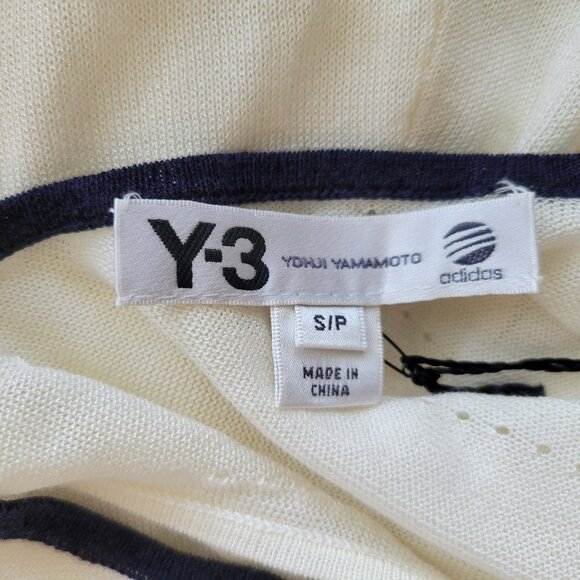 Y-3 YOHJI YAMAMOTO adidas
S/P
MADE IN
CHINA